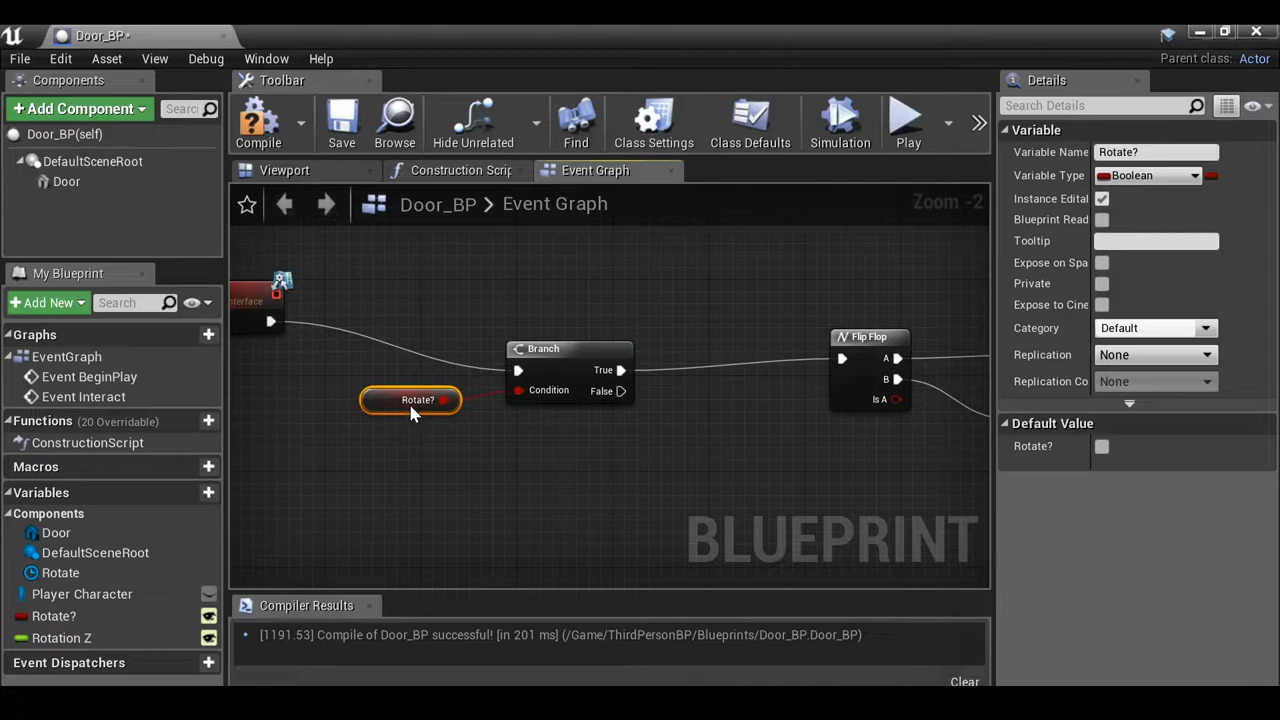 Door_BP*
File Edit Asset View Debug Window Help
Parent class: Actor
Components
+ Add Component
Searc
Door_BP(self)
DefaultSceneRoot
Door
Toolbar
Compile Save Browse Hide Unrelated Find Class Settings Class Defaults Simulation Play
Viewport Construction Scrip Event Graph
Door_BP > Event Graph
Zoom -2
nterface
Branch
True
Condition False
Rotate?
Flip Flop
A
B
Is A
BLUEPRINT
My Blueprint
+ Add New Search
Graphs
EventGraph
Event BeginPlay
Event Interact
Functions (20 Overridable)
ConstructionScript
Macros
Variables
Components
Door
DefaultSceneRoot
Rotate
Player Character
Rotate?
Rotation Z
Event Dispatchers
Compiler Results
[1191.53] Compile of Door_BP successful! [in 201 ms] (/Game/ThirdPersonBP/Blueprints/Door_BP.Door_BP)
Clear
Details
Search Details
Variable
Variable Name Rotate?
Variable Type Boolean
Instance Edital
Blueprint Read
Tooltip
Expose on Spa
Private
Expose to Cine
Category Default
Replication None
Replication Co None
Default Value
Rotate?